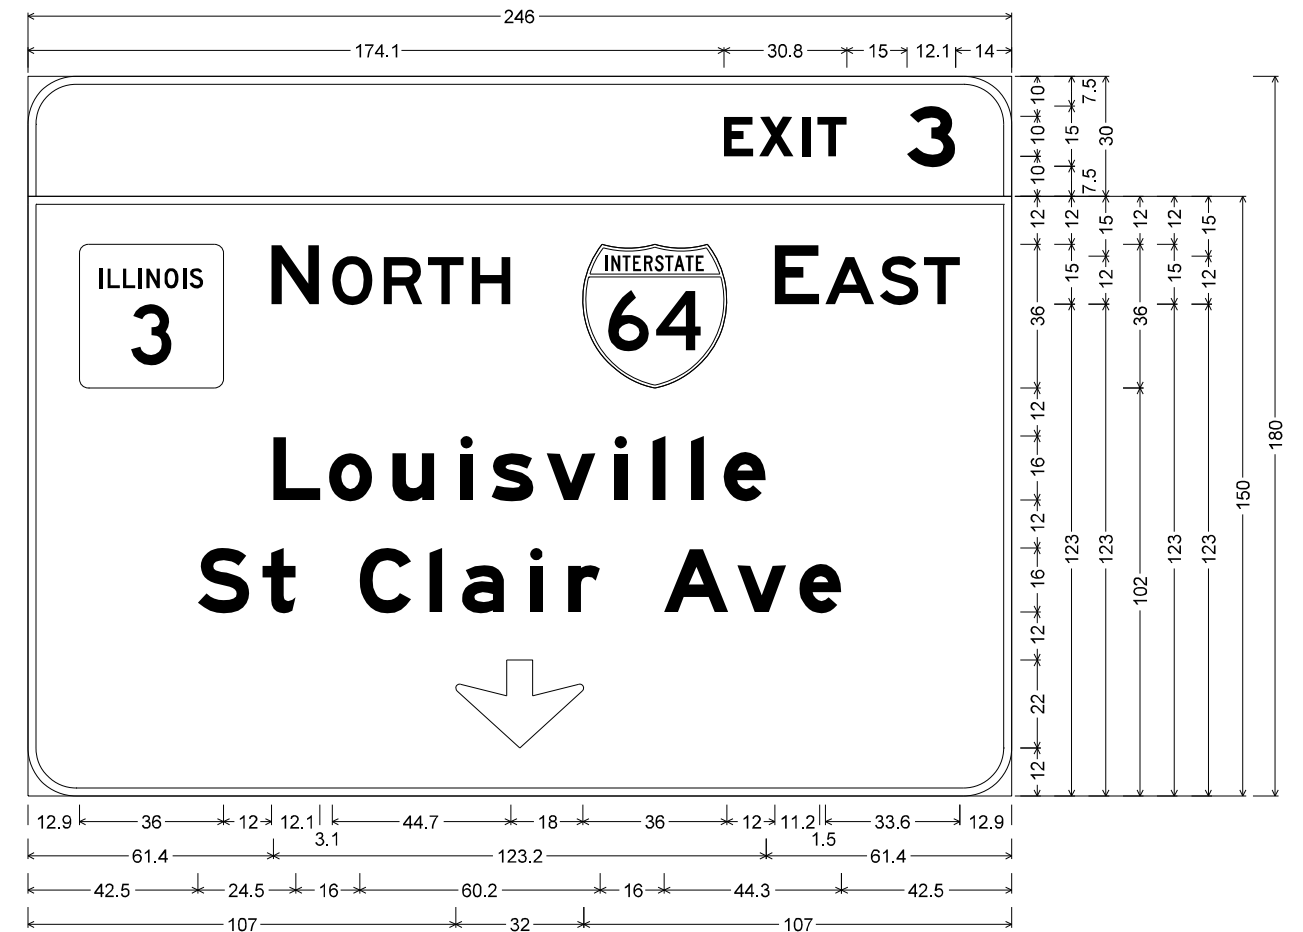 246
174.1 30.8 15 12.1 14
EXIT 3
10 10 10
7.5 15 7.5
30
ILLINOIS
3
NORTH
INTERSTATE
64
EAST
Louisville
St Clair Ave
12 36 12 16 12 16 12 22 12
12 15 123
15 12 123
12 36 102
12 15 123
15 12 123
150
180
12.9 36 12 12.1 3.1 44.7 18 36 12 11.2 1.5 33.6 12.9
61.4 123.2 61.4
42.5 24.5 16 60.2 16 44.3 42.5
107 32 107